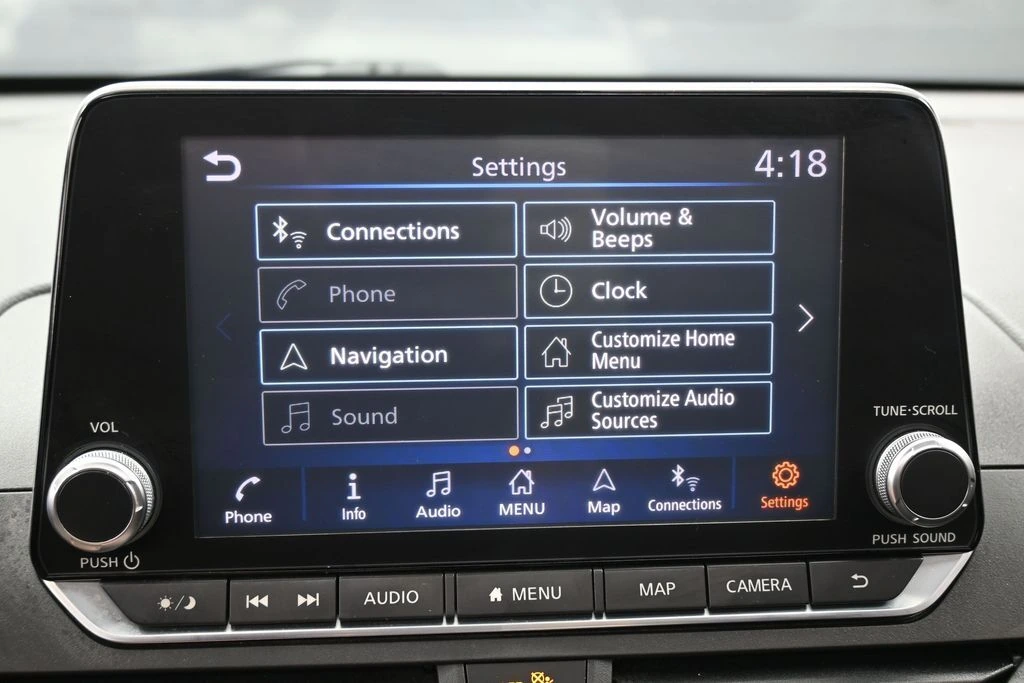 Settings
4:18
Connections
Volume &
Beeps
Phone
Clock
Navigation
Customize Home
Menu
Sound
Customize Audio
Sources
VOL
TUNE·SCROLL
Phone
Info
Audio
MENU
Map
Connections
Settings
PUSH
PUSH SOUND
AUDIO
MENU
MAP
CAMERA